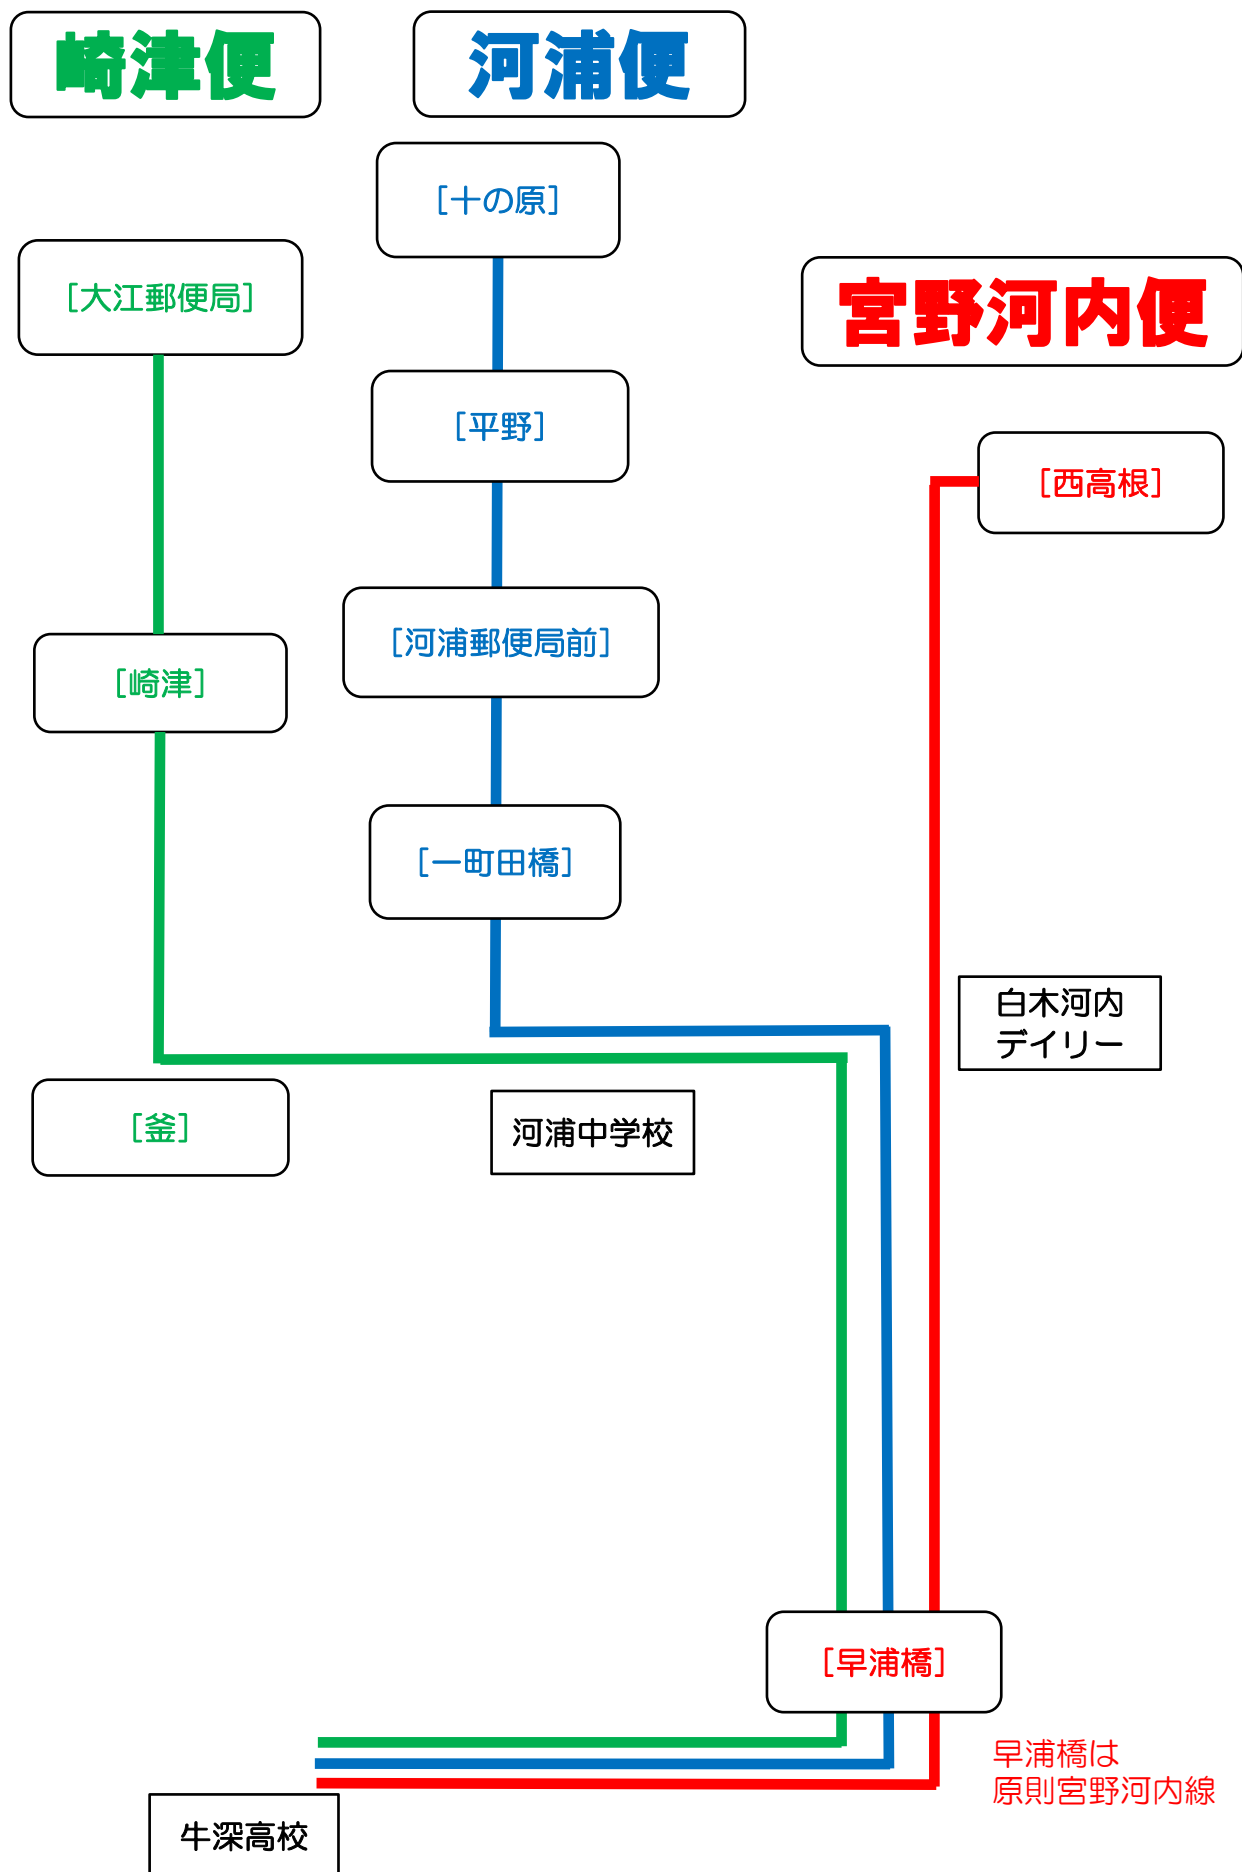 崎津便
河浦便
[十の原]
[大江郵便局]
宮野河内便
[平野]
[西高根]
[河浦郵便局前]
[崎津]
[一町田橋]
白木河内
デイリー
河浦中学校
[釜]
[早浦橋]
早浦橋は
原則宮野河内線
牛深高校